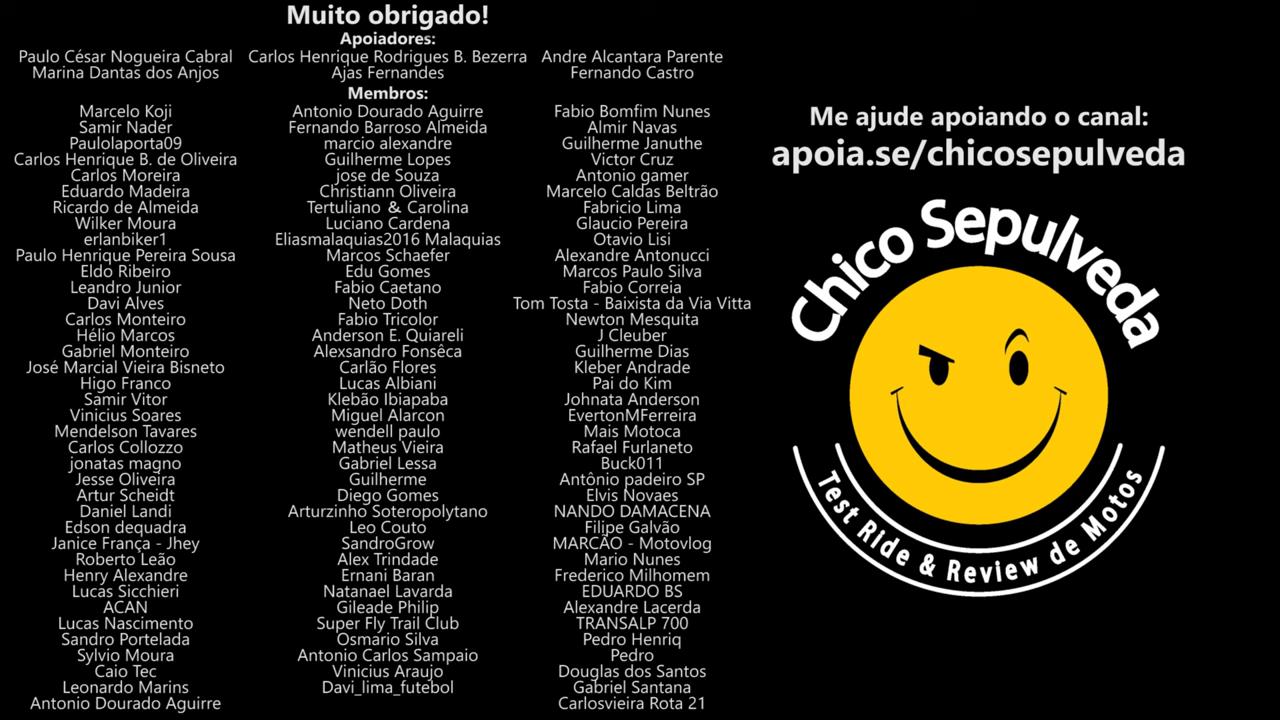 Muito obrigado!
Apoiadores:
Paulo César Nogueira Cabral
Carlos Henrique Rodrigues B. Bezerra
Andre Alcantara Parente
Marina Dantas dos Anjos
Ajas Fernandes
Fernando Castro
Membros:
Marcelo Koji
Samir Nader
Paulolaporta09
Carlos Henrique B. de Oliveira
Carlos Moreira
Eduardo Madeira
Ricardo de Almeida
Wilker Moura
erlanbiker1
Paulo Henrique Pereira Sousa
Eldo Ribeiro
Leandro Junior
Davi Alves
Carlos Monteiro
Hélio Marcos
Gabriel Monteiro
José Marcial Vieira Bisneto
Higo Franco
Samir Vitor
Vinicius Soares
Mendelson Tavares
Carlos Collozzo
jonatas magno
Jesse Oliveira
Artur Scheidt
Daniel Landi
Edson dequadra
Janice França - Jhey
Roberto Leão
Henry Alexandre
Lucas Sicchieri
ACAN
Lucas Nascimento
Sandro Portelada
Sylvio Moura
Caio Tec
Leonardo Marins
Antonio Dourado Aguirre
Antonio Dourado Aguirre
Fernando Barroso Almeida
marcio alexandre
Guilherme Lopes
jose de Souza
Christiann Oliveira
Tertuliano & Carolina
Luciano Cardena
Eliasmalaquias2016 Malaquias
Marcos Schaefer
Edu Gomes
Fabio Caetano
Neto Doth
Fabio Tricolor
Anderson E. Quiareli
Alexsandro Fonsêca
Carlão Flores
Lucas Albiani
Klebão Ibiapaba
Miguel Alarcon
wendell paulo
Matheus Vieira
Gabriel Lessa
Guilherme
Diego Gomes
Arturzinho Soteropolytano
Leo Couto
SandroGrow
Alex Trindade
Ernani Baran
Natanael Lavarda
Gileade Philip
Super Fly Trail Club
Osmario Silva
Antonio Carlos Sampaio
Vinicius Araujo
Davi_lima_futebol
Fabio Bomfim Nunes
Almir Navas
Guilherme Januthe
Victor Cruz
Antonio gamer
Marcelo Caldas Beltrão
Fabricio Lima
Glaucio Pereira
Otavio Lisi
Alexandre Antonucci
Marcos Paulo Silva
Fabio Correia
Tom Tosta - Baixista da Via Vitta
Newton Mesquita
J Cleuber
Guilherme Dias
Kleber Andrade
Pai do Kim
Johnata Anderson
EvertonMFerreira
Mais Motoca
Rafael Furlaneto
Buck011
Antônio padeiro SP
Elvis Novaes
NANDO DAMACENA
Filipe Galvão
MARCÃO - Motovlog
Mario Nunes
Frederico Milhomem
EDUARDO BS
Alexandre Lacerda
TRANSALP 700
Pedro Henriq
Pedro
Douglas dos Santos
Gabriel Santana
Carlosvieira Rota 21
Me ajude apoiando o canal:
apoia.se/chicosepulveda
Chico Sepulveda
Test Ride & Review de Motos